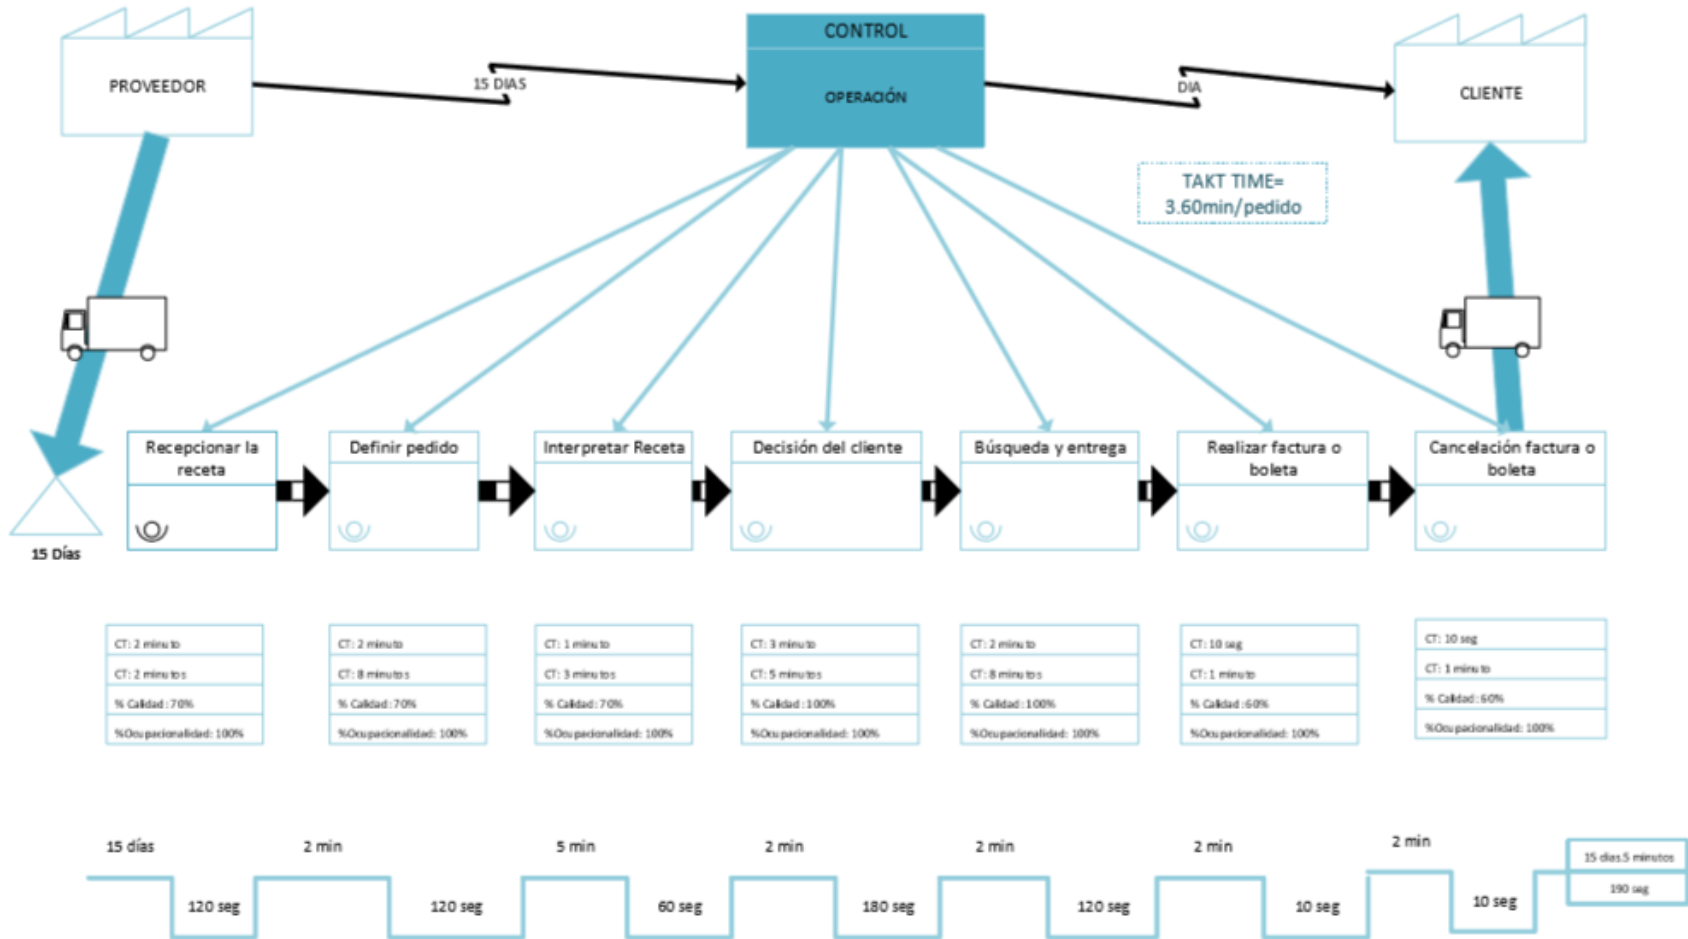 PROVEEDOR
15 DIAS
CONTROL
OPERACIÓN
DIA
CLIENTE
TAKT TIME=
3.60min/pedido
15 Días
Recepcionar la
receta
Definir pedido
Interpretar Receta
Decisión del cliente
Búsqueda y entrega
Realizar factura o
boleta
Cancelación factura o
boleta
CT: 2 minuto
CT: 2 minutos
% Calidad :70%
%Ocupacionalidad: 100%
CT: 2 minuto
CT: 8 minutos
% Calidad :70%
%Ocupacionalidad: 100%
CT: 1 minuto
CT: 3 minutos
% Calidad :70%
%Ocupacionalidad: 100%
CT: 3 minuto
CT: 5 minutos
% Calidad :100%
%Ocupacionalidad: 100%
CT: 2 minuto
CT: 8 minutos
% Calidad :100%
%Ocupacionalidad: 100%
CT: 10 seg
CT: 1 minuto
% Calidad :60%
%Ocupacionalidad: 100%
CT: 10 seg
CT: 1 minuto
% Calidad :60%
%Ocupacionalidad: 100%
15 días
2 min
5 min
2 min
2 min
2 min
2 min
15 dias.5 minutos
190 seg
120 seg
120 seg
60 seg
180 seg
120 seg
10 seg
10 seg